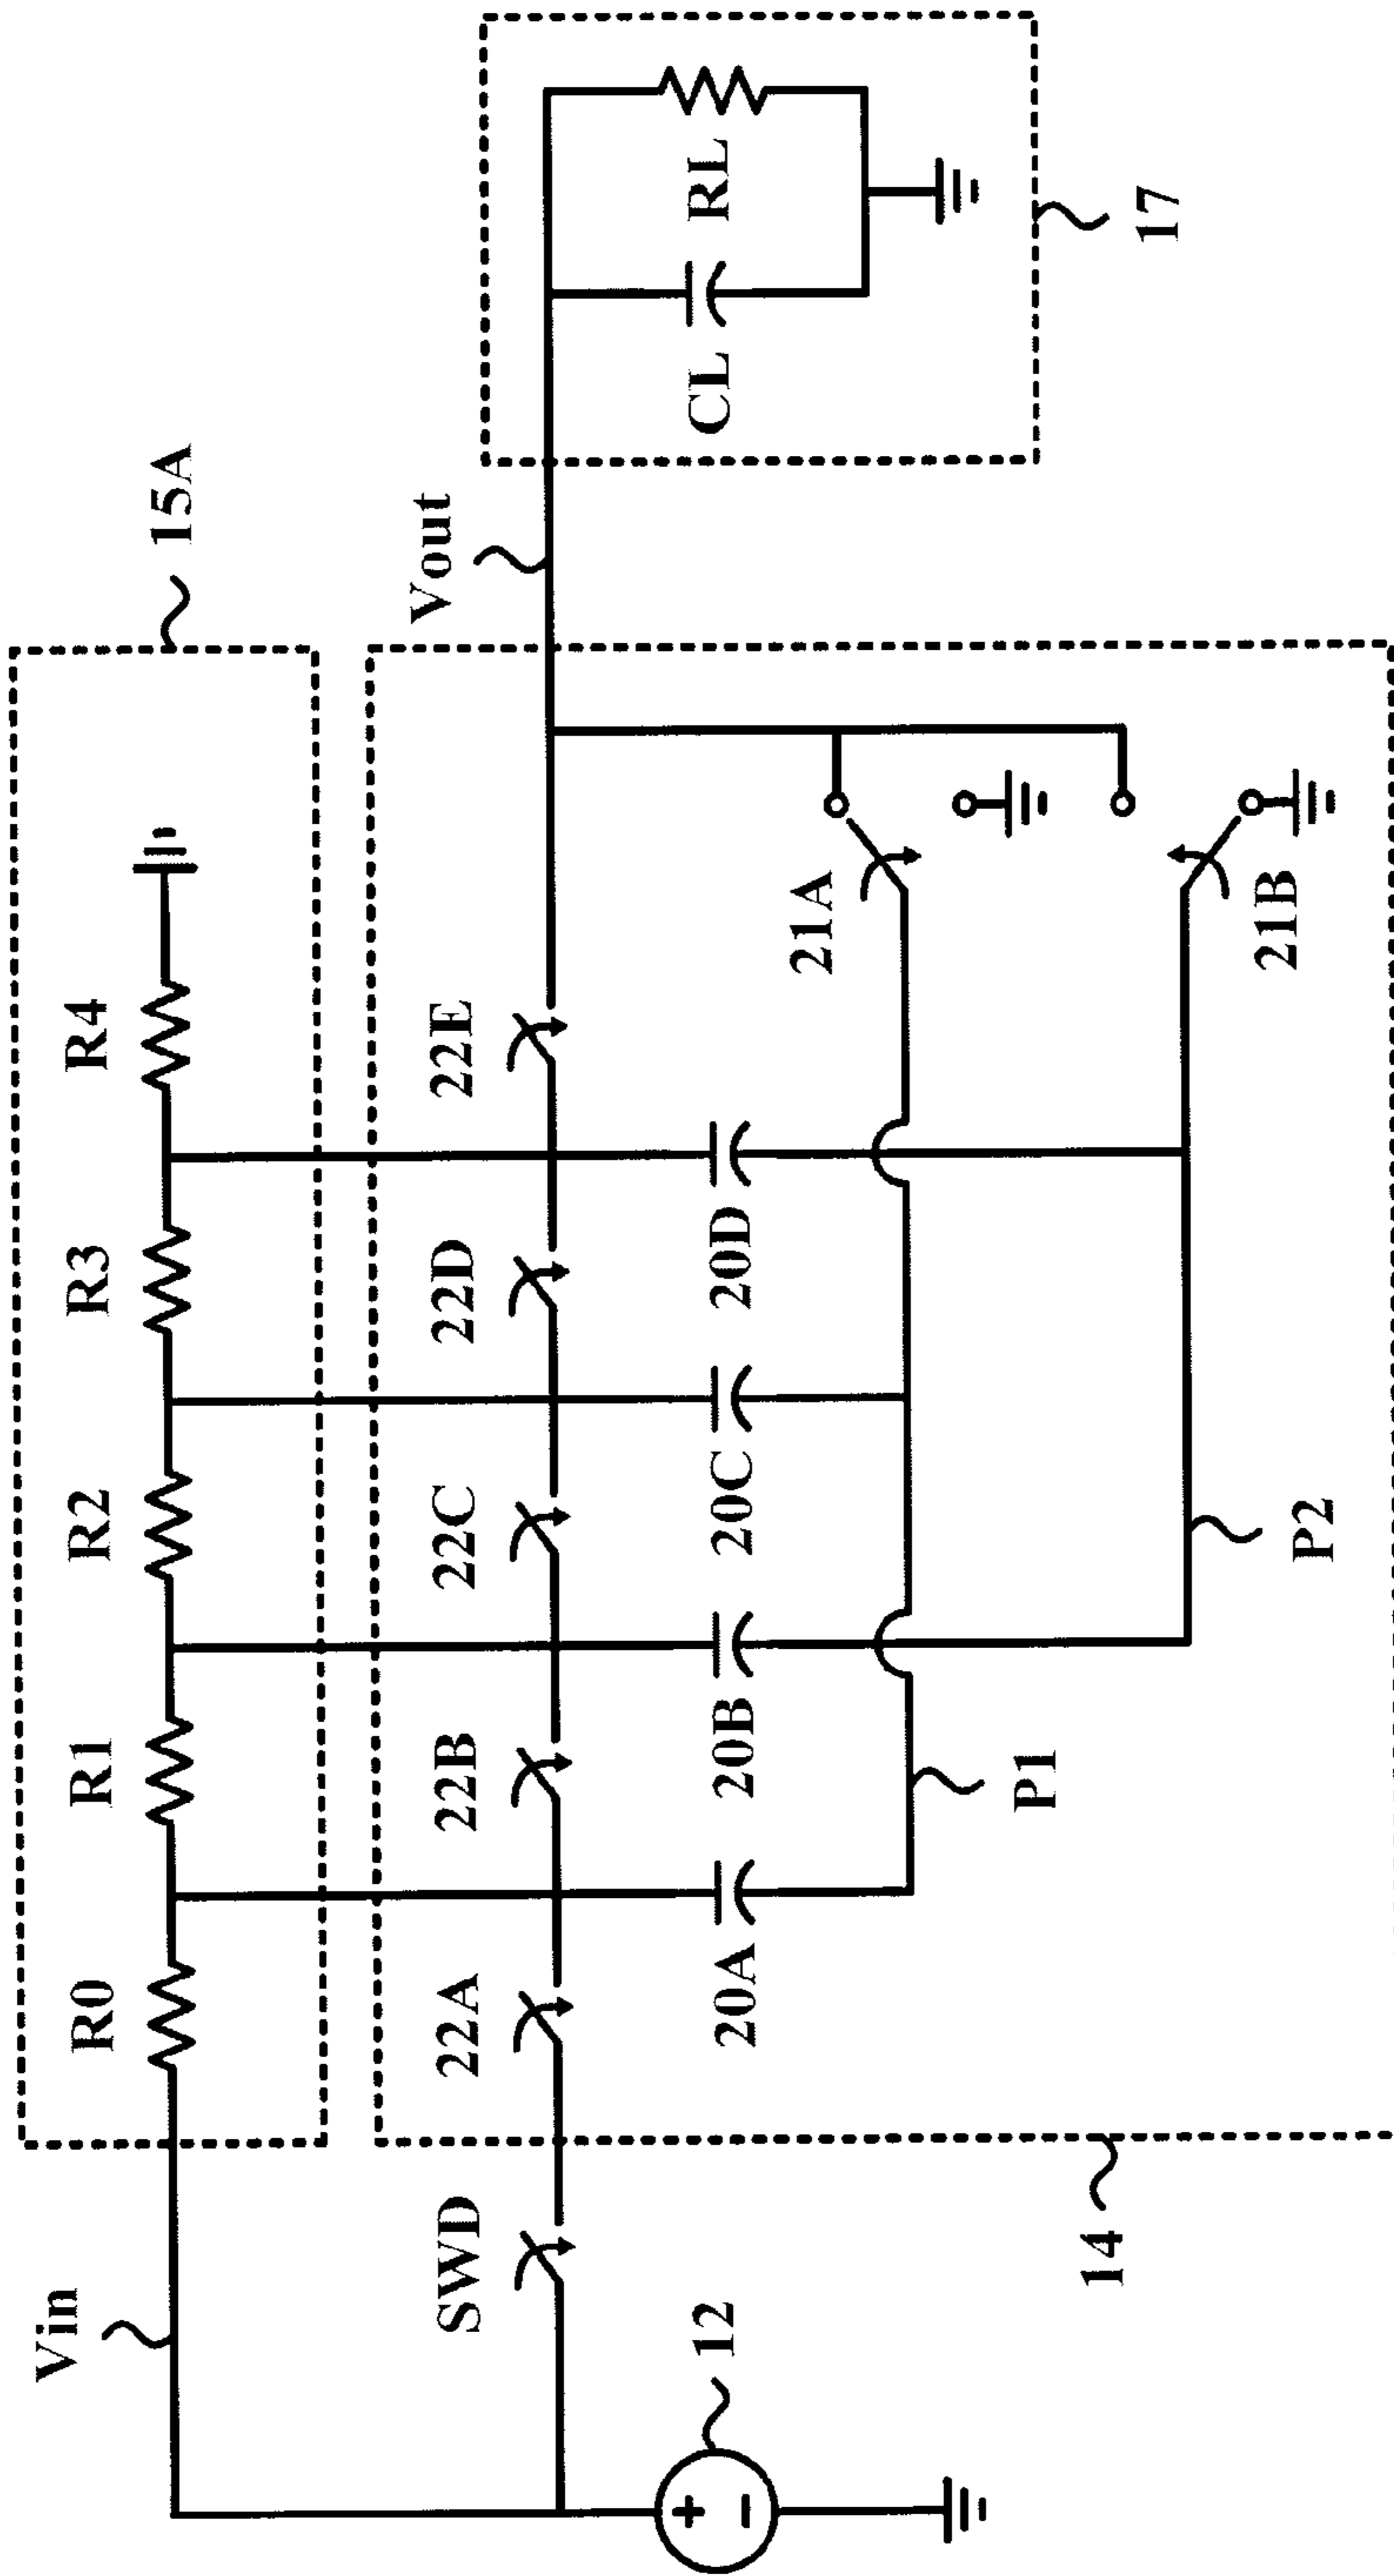 15A
R0
R1
R2
R3
R4
Vin
Vout
SWD
22A
22B
22C
22D
22E
12
20A
20B
20C
20D
21A
21B
CL
RL
P1
P2
14
17
+
-